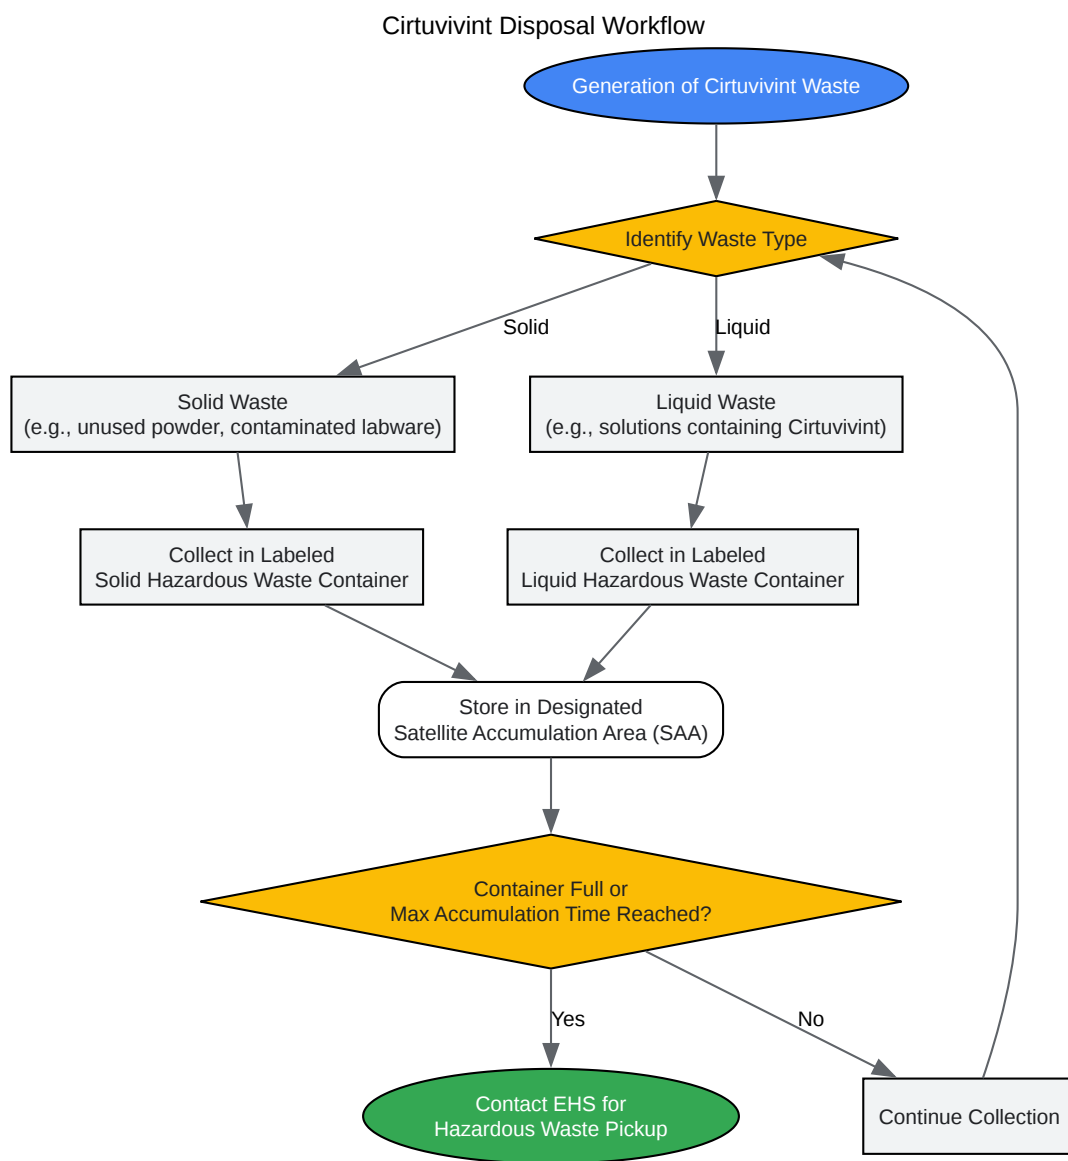 Cirtuvivint Disposal Workflow
Generation of Cirtuvivint Waste
Identify Waste Type
Solid
Liquid
Solid Waste
(e.g., unused powder, contaminated labware)
Liquid Waste
(e.g., solutions containing Cirtuvivint)
Collect in Labeled
Solid Hazardous Waste Container
Collect in Labeled
Liquid Hazardous Waste Container
Store in Designated
Satellite Accumulation Area (SAA)
Container Full or
Max Accumulation Time Reached?
Yes
No
Contact EHS for
Hazardous Waste Pickup
Continue Collection